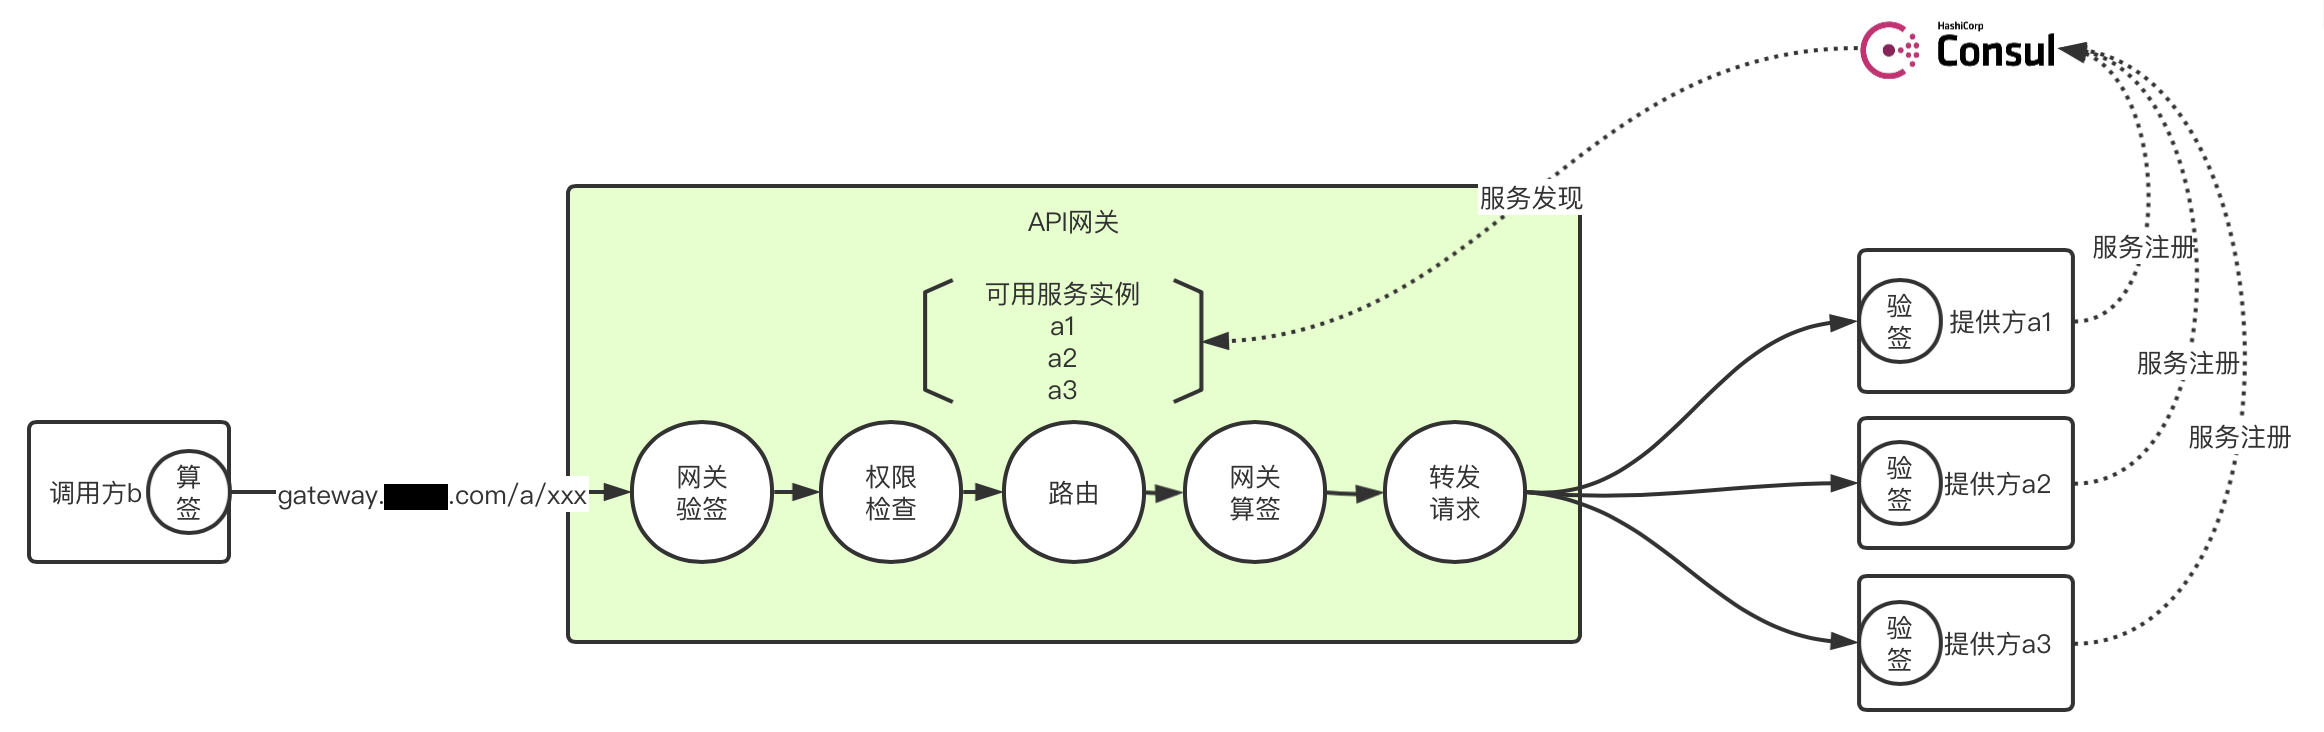 HashiCorp
Consul
服务发现
API网关
可用服务实例
a1
a2
a3
服务注册
验
签
提供方a1
服务注册
服务注册
调用方b
算
签
gateway.
.com/a/xxx
网关
验签
权限
检查
路由
网关
算签
转发
请求
验
签
提供方a2
验
签
提供方a3